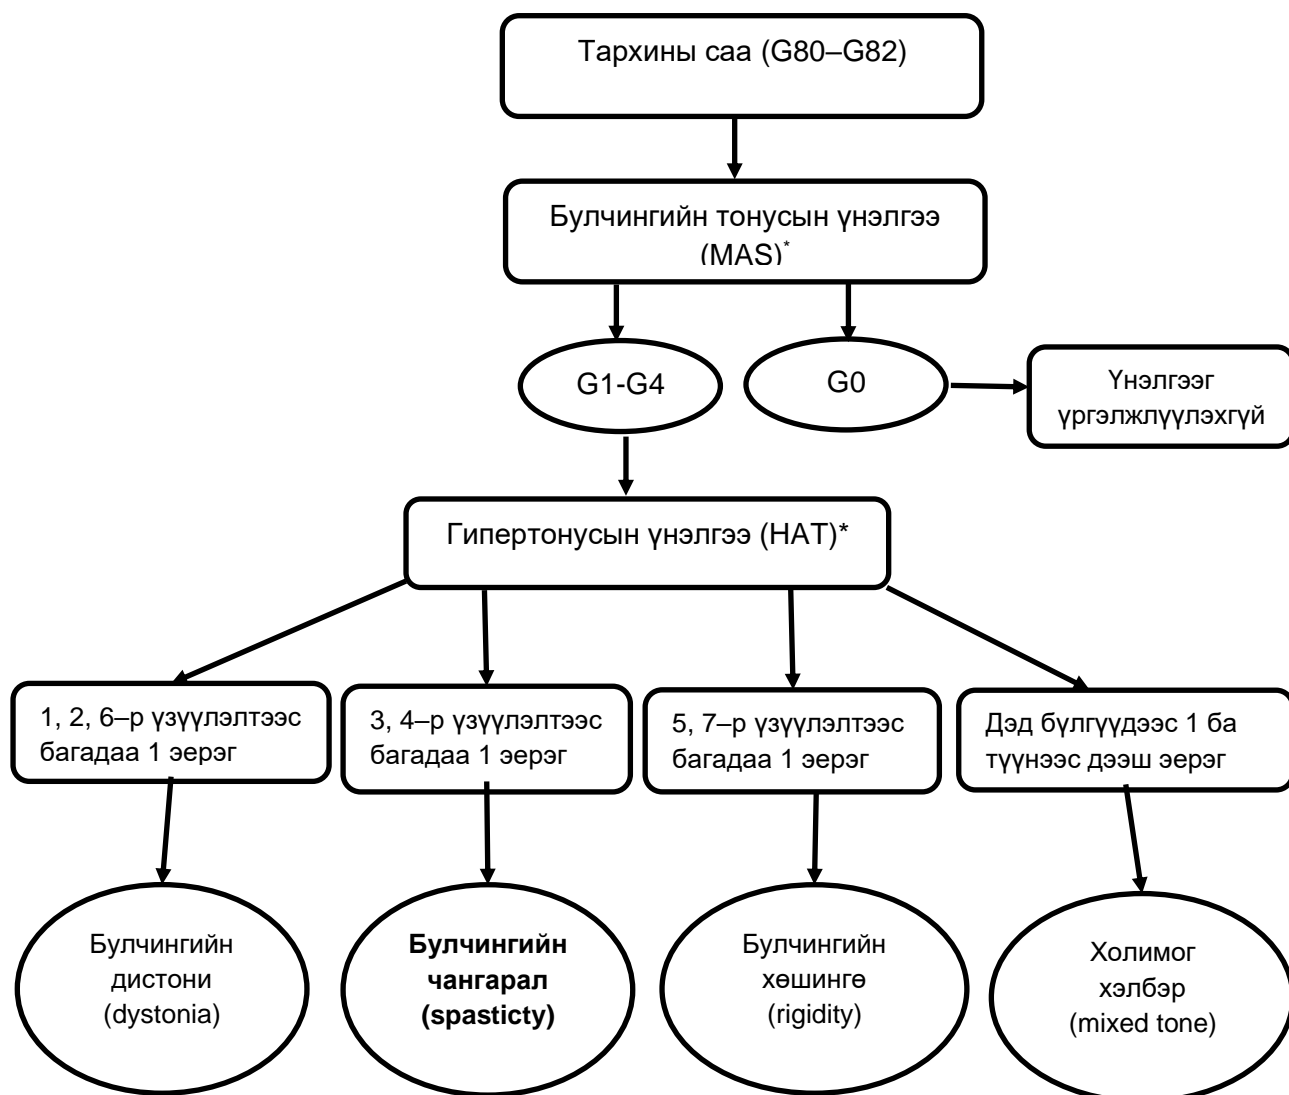 Тархины саа (G80–G82)
Булчингийн тонусын үнэлгээ
(MAS)*
G1-G4
G0
Үнэлгээг
үргэлжлүүлэхгүй
Гипертонусын үнэлгээ (HAT)*
1, 2, 6–р үзүүлэлтээс
багадаа 1 эерэг
3, 4–р үзүүлэлтээс
багадаа 1 эерэг
5, 7–р үзүүлэлтээс
багадаа 1 эерэг
Дэд бүлгүүдээс 1 ба
түүнээс дээш эерэг
Булчингийн
дистони
(dystonia)
Булчингийн
чангарал
(spasticty)
Булчингийн
хөшингө
(rigidity)
Холимог
хэлбэр
(mixed tone)